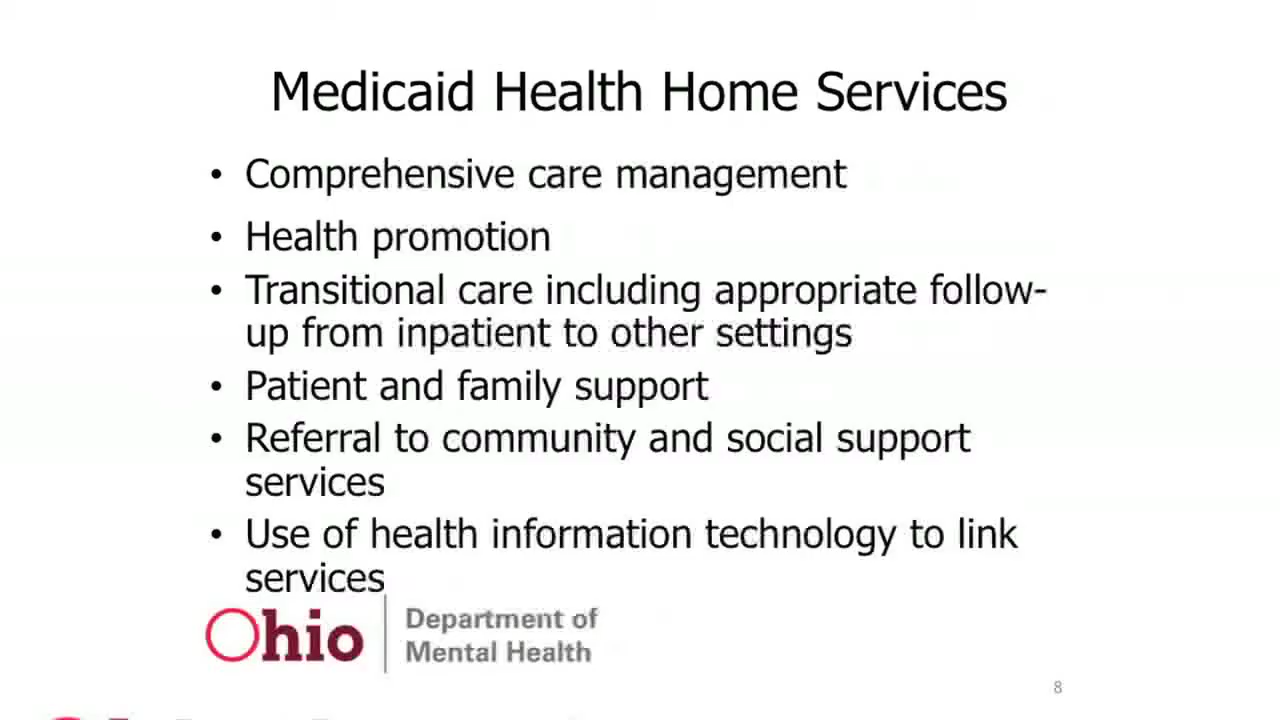 Medicaid Health Home Services
• Comprehensive care management
• Health promotion
• Transitional care including appropriate follow-
up from inpatient to other settings
• Patient and family support
• Referral to community and social support
services
• Use of health information technology to link
services
Ohio
Department of
Mental Health
8